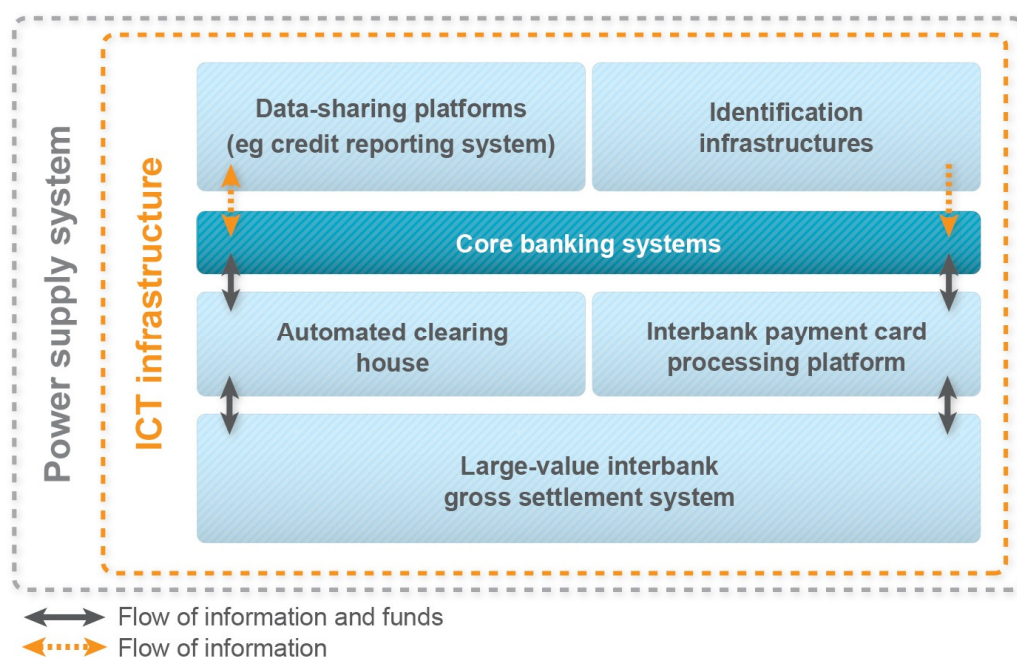 Power supply system
ICT infrastructure
Data-sharing platforms
(eg credit reporting system)
Identification
infrastructures
Core banking systems
Automated clearing
house
Interbank payment card
processing platform
Large-value interbank
gross settlement system
Flow of information and funds
Flow of information